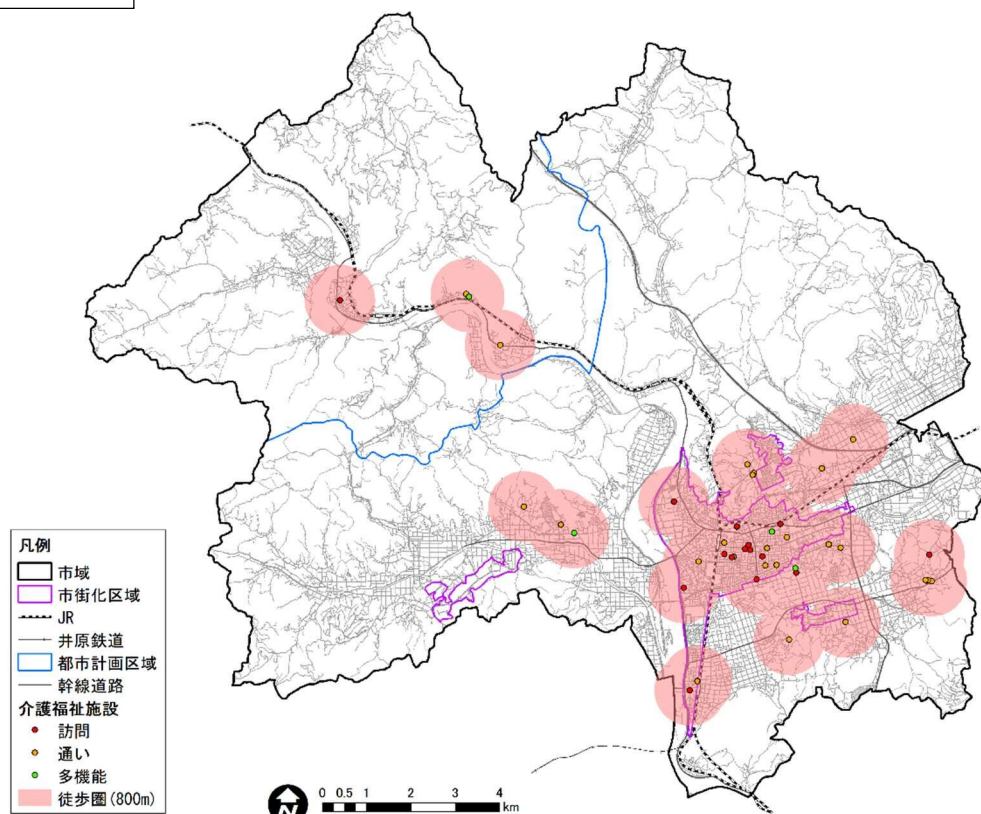 凡例
市域
市街化区域
JR
井原鉄道
都市計画区域
幹線道路
介護福祉施設
訪問
通い
多機能
徒歩圏(800m)
N
0 0.5 1 2 3 4
km